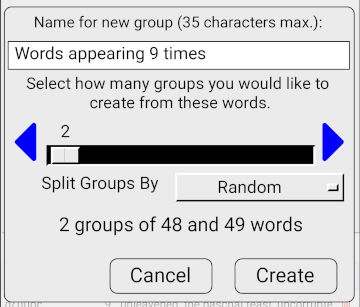 Name for new group (35 characters max.):
Words appearing 9 times
Select how many groups you would like to
create from these words.
2
Split Groups By
Random
2 groups of 48 and 49 words
Cancel
Create